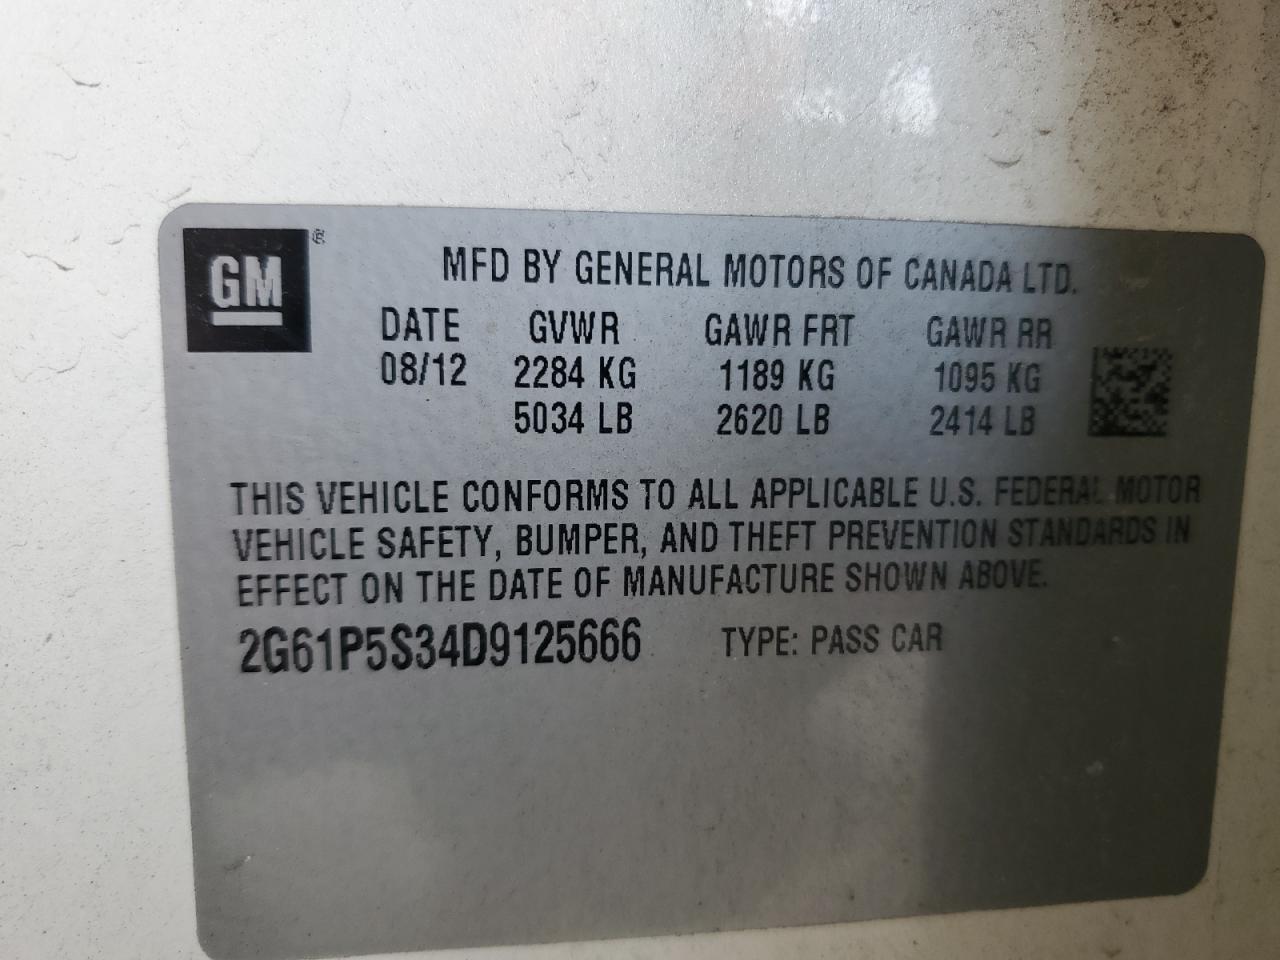 GM
MFD BY GENERAL MOTORS OF CANADA LTD.
DATE GVWR GAWR FRT GAWR RR
08/12 2284 KG 1189 KG 1095 KG
5034 LB 2620 LB 2414 LB
THIS VEHICLE CONFORMS TO ALL APPLICABLE U.S. FEDERAL MOTOR
VEHICLE SAFETY, BUMPER, AND THEFT PREVENTION STANDARDS IN
EFFECT ON THE DATE OF MANUFACTURE SHOWN ABOVE.
2G61P5S34D9125666 TYPE: PASS CAR